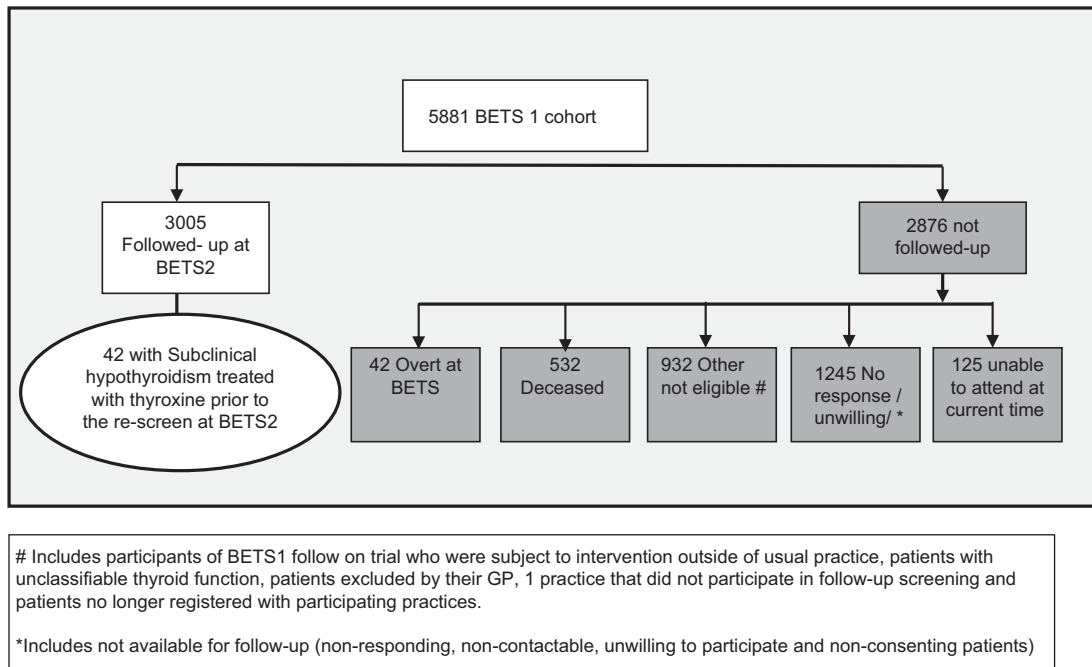 5881 BETS 1 cohort
3005
Followed- up at
BETS2
2876 not
followed-up
42 with Subclinical
hypothyroidism treated
with thyroxine prior to
the re-screen at BETS2
42 Overt at
BETS
532
Deceased
932 Other
not eligible #
1245 No
response /
unwilling/ *
125 unable
to attend at
current time
# Includes participants of BETS1 follow on trial who were subject to intervention outside of usual practice, patients with
unclassifiable thyroid function, patients excluded by their GP, 1 practice that did not participate in follow-up screening and
patients no longer registered with participating practices.
*Includes not available for follow-up (non-responding, non-contactable, unwilling to participate and non-consenting patients)